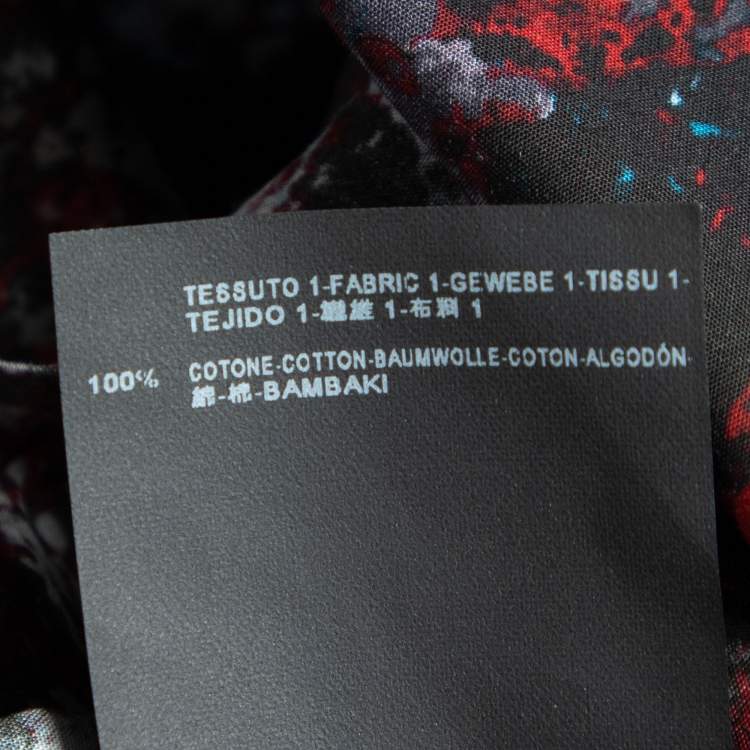 TESSUTO 1-FABRIC 1-GEWEBE 1-TISSU 1-
TEJIDO 1-繊維 1-布料 1
100% COTONE-COTTON-BAUMWOLLE-COTON-ALGODÓN-
綿-棉-BAMBAKI